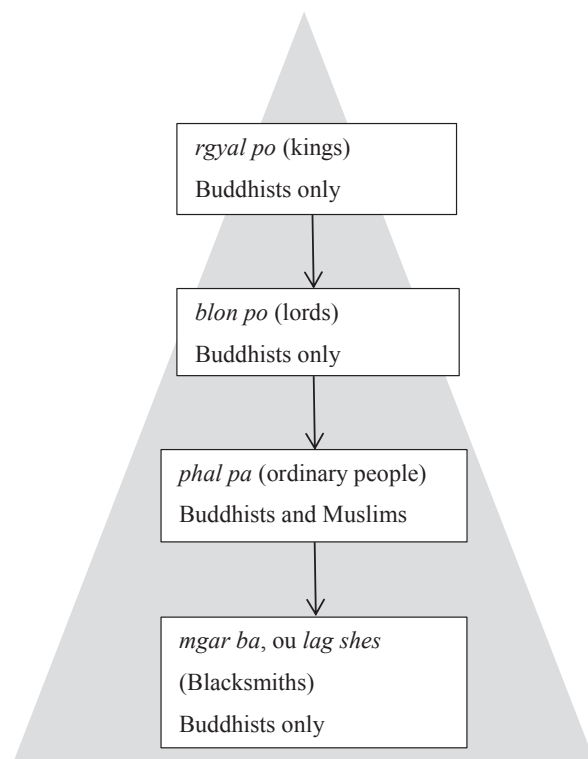 rgyal po (kings)
Buddhists only
blon po (lords)
Buddhists only
phal pa (ordinary people)
Buddhists and Muslims
mgar ba, ou lag shes
(Blacksmiths)
Buddhists only